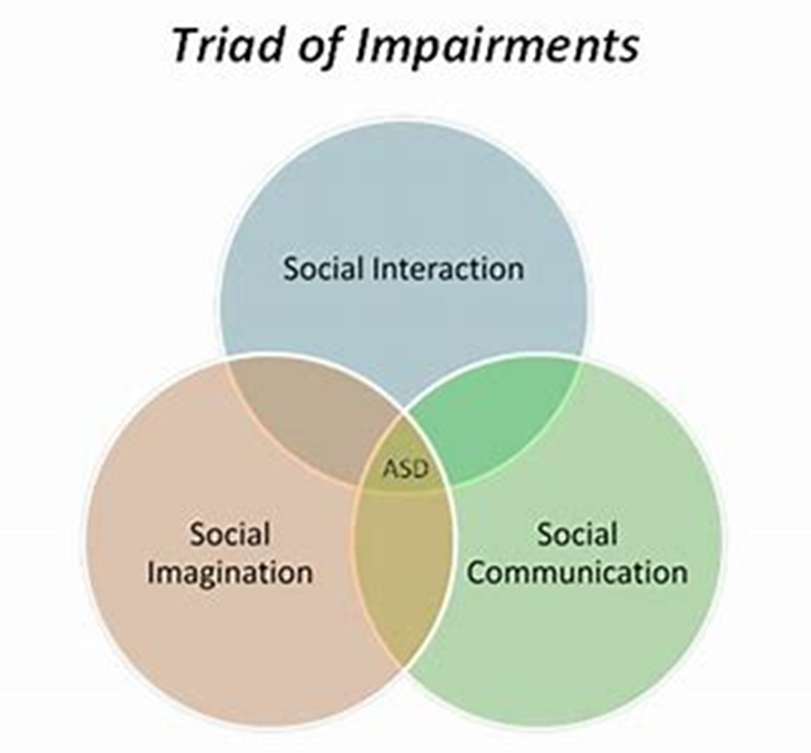 Triad of Impairments
Social Interaction
ASD
Social
Imagination
Social
Communication